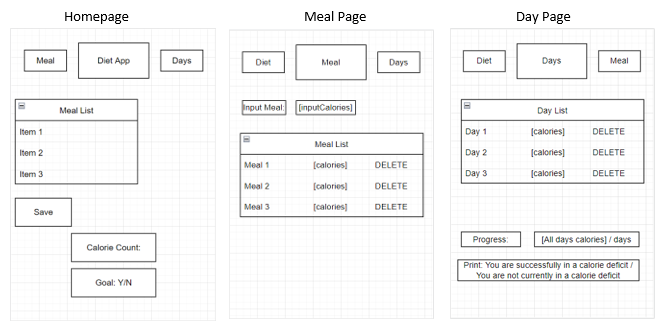 Homepage
Meal
Diet App
Days
Meal List
Item 1
Item 2
Item 3
Save
Calorie Count:
Goal: Y/N
Meal Page
Diet
Meal
Days
Input Meal:
[inputCalories]
Meal List
Meal 1 [calories] DELETE
Meal 2 [calories] DELETE
Meal 3 [calories] DELETE
Day Page
Diet
Days
Meal
Day List
Day 1 [calories] DELETE
Day 2 [calories] DELETE
Day 3 [calories] DELETE
Progress:
[All days calories] / days
Print: You are successfully in a calorie deficit /
You are not currently in a calorie deficit